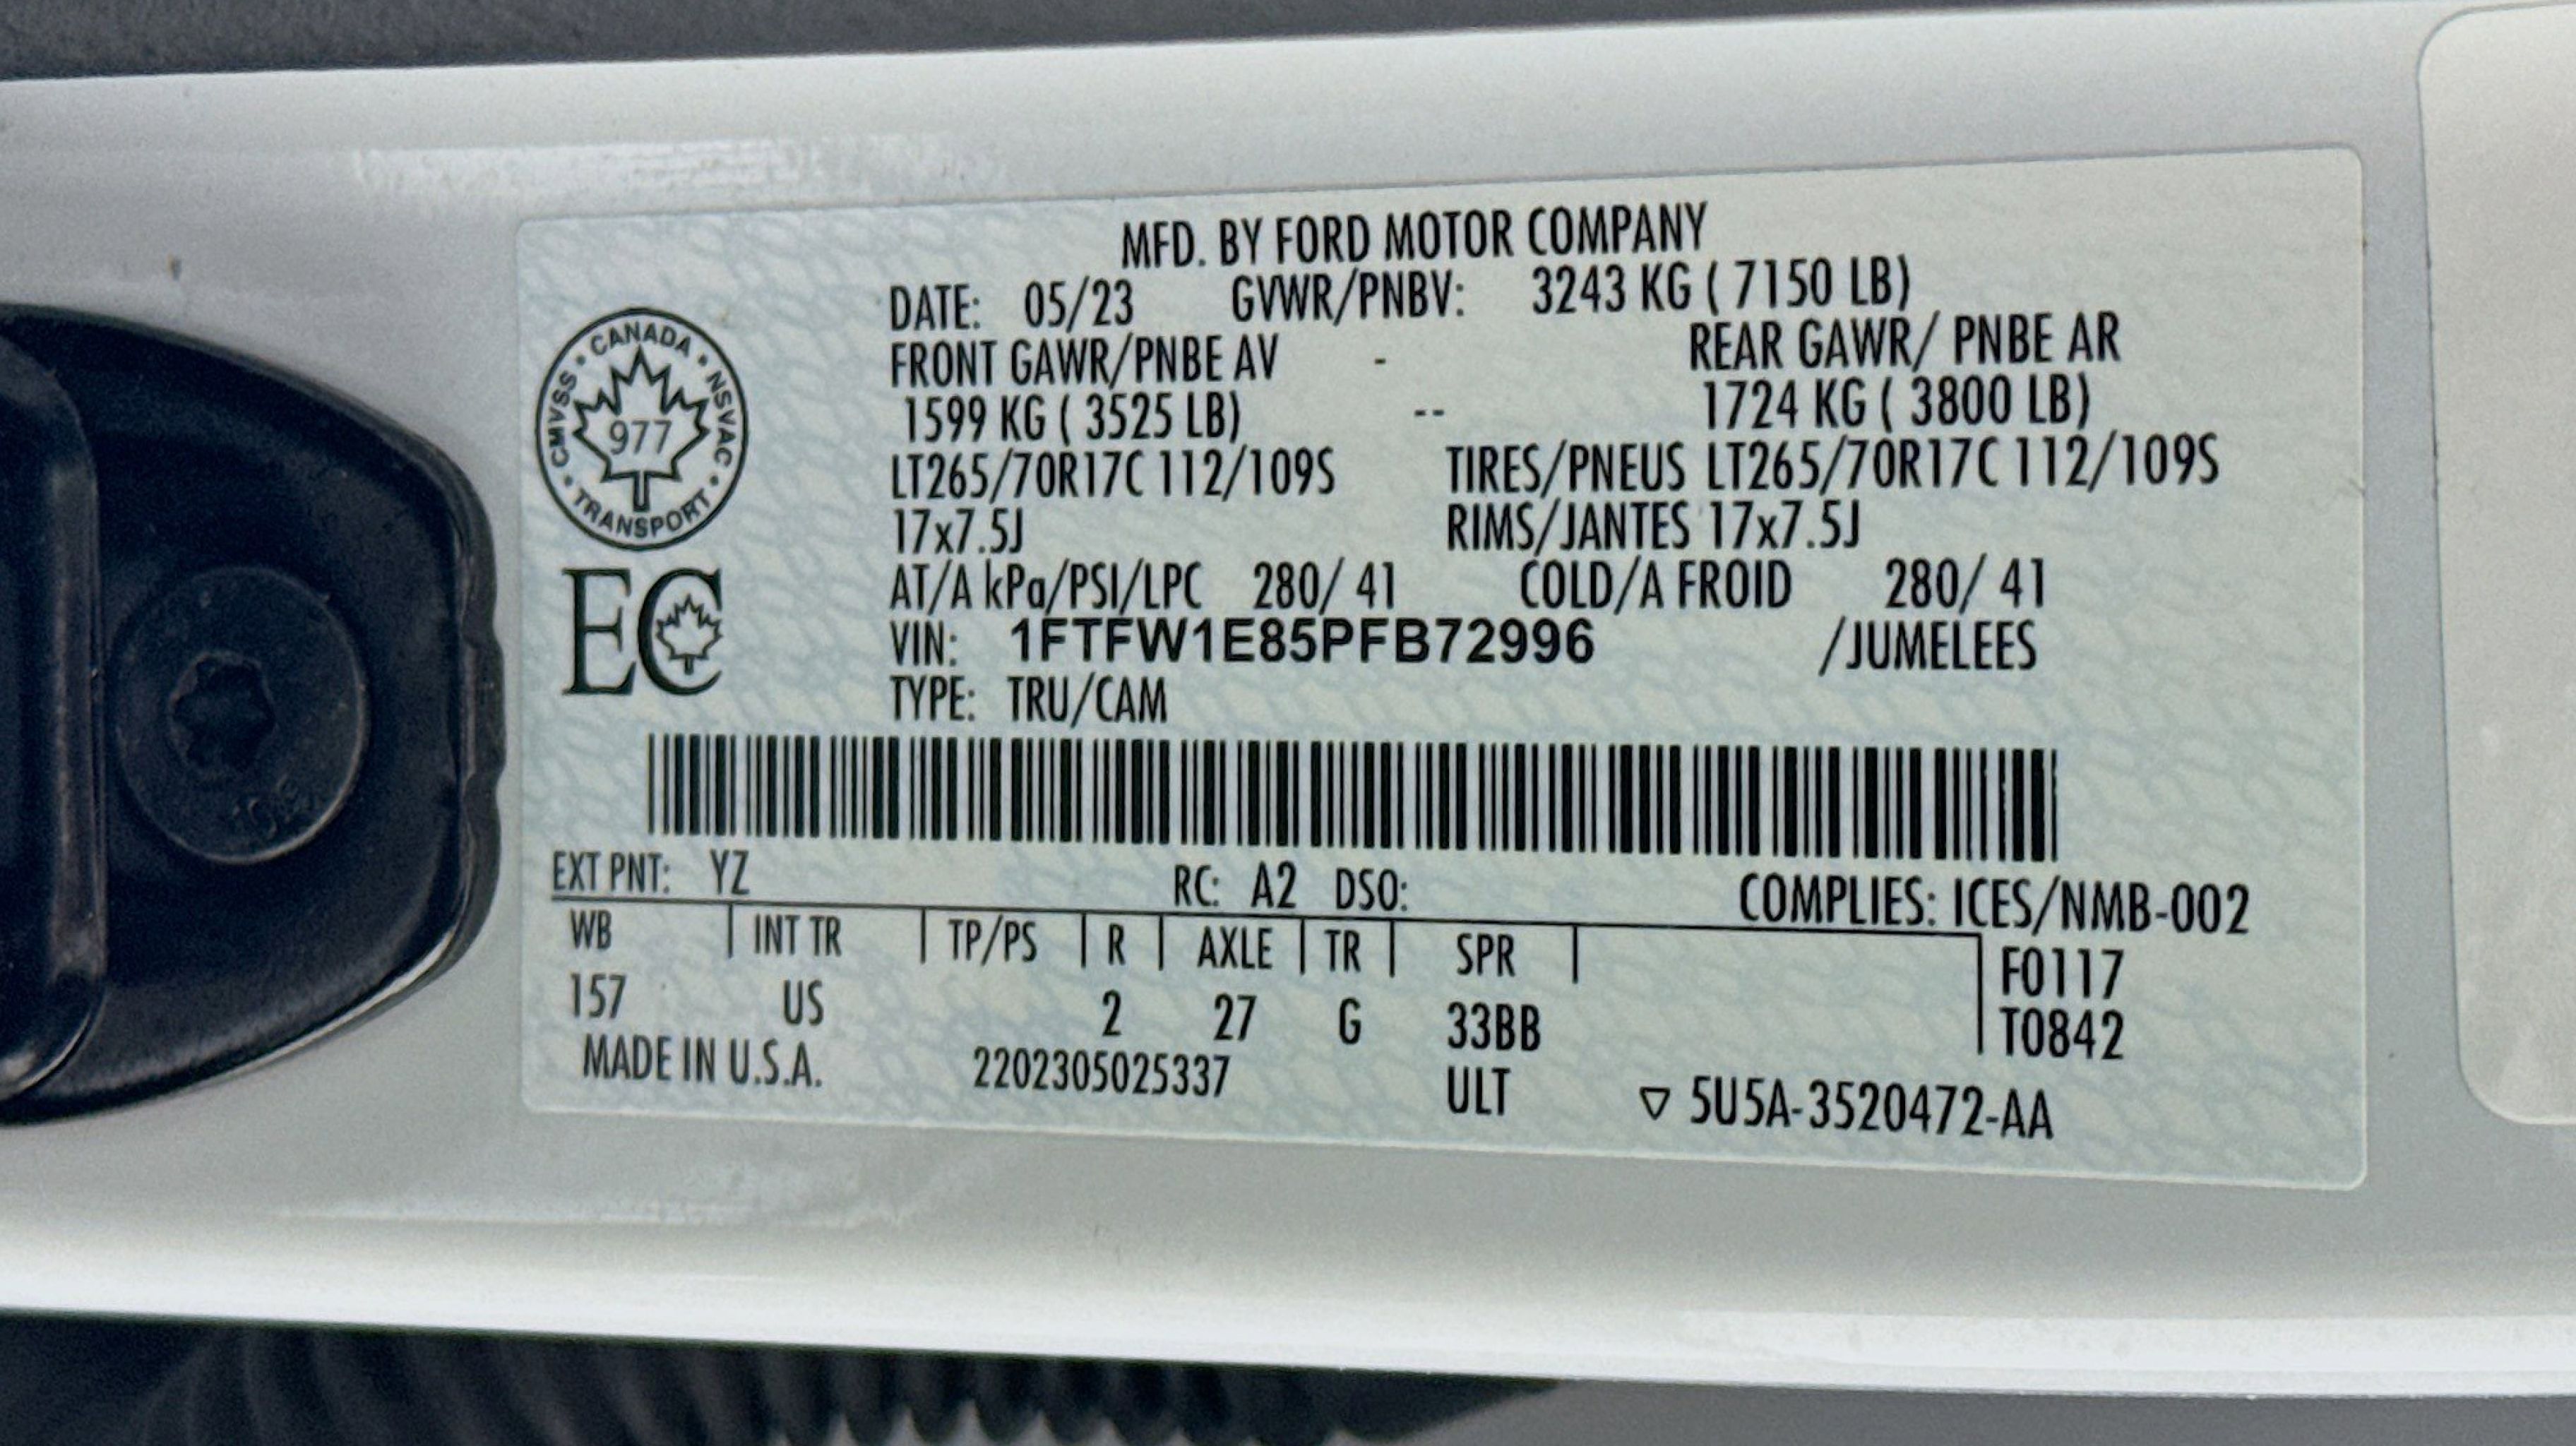 MFD. BY FORD MOTOR COMPANY
DATE: 05/23 GVWR/PNBV: 3243 KG ( 7150 LB)
FRONT GAWR/PNBE AV - REAR GAWR/ PNBE AR
1599 KG ( 3525 LB) -- 1724 KG ( 3800 LB)
LT265/70R17C 112/109S TIRES/PNEUS LT265/70R17C 112/109S
17x7.5J RIMS/JANTES 17x7.5J
AT/A kPa/PSI/LPC 280/ 41 COLD/A FROID 280/ 41
VIN: 1FTFW1E85PFB72996 /JUMELEES
TYPE: TRU/CAM
CANADA • NSVAC • TRANSPORT • CMVSS •
977
EC
EXT PNT: YZ RC: A2 DSO: COMPLIES: ICES/NMB-002
WB | INT TR | TP/PS | R | AXLE | TR | SPR | F0117
157 US 2 27 G 33BB T0842
MADE IN U.S.A. 2202305025337 ULT ▽ 5U5A-3520472-AA